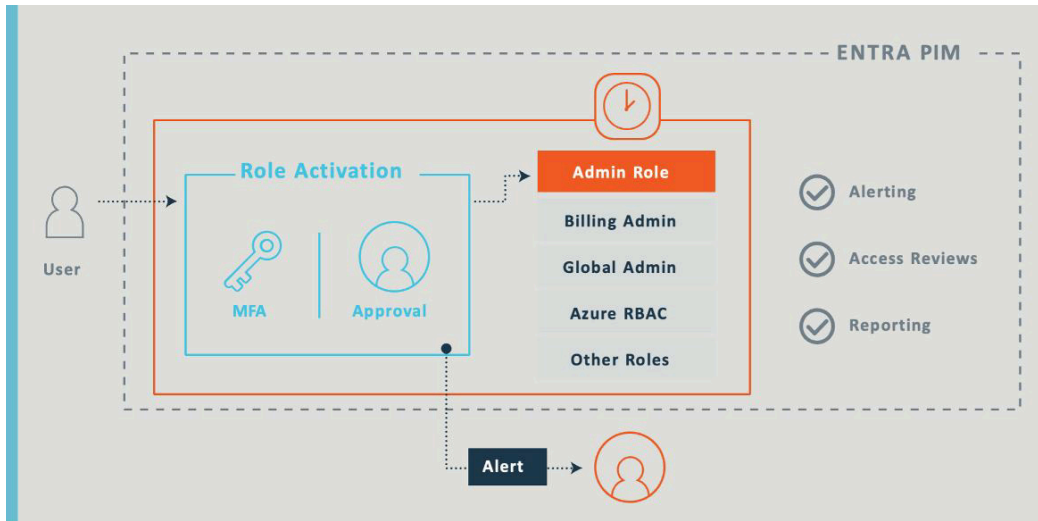 ENTRA PIM
Role Activation
Admin Role
Billing Admin
Global Admin
Azure RBAC
Other Roles
User
MFA
Approval
Alerting
Access Reviews
Reporting
Alert